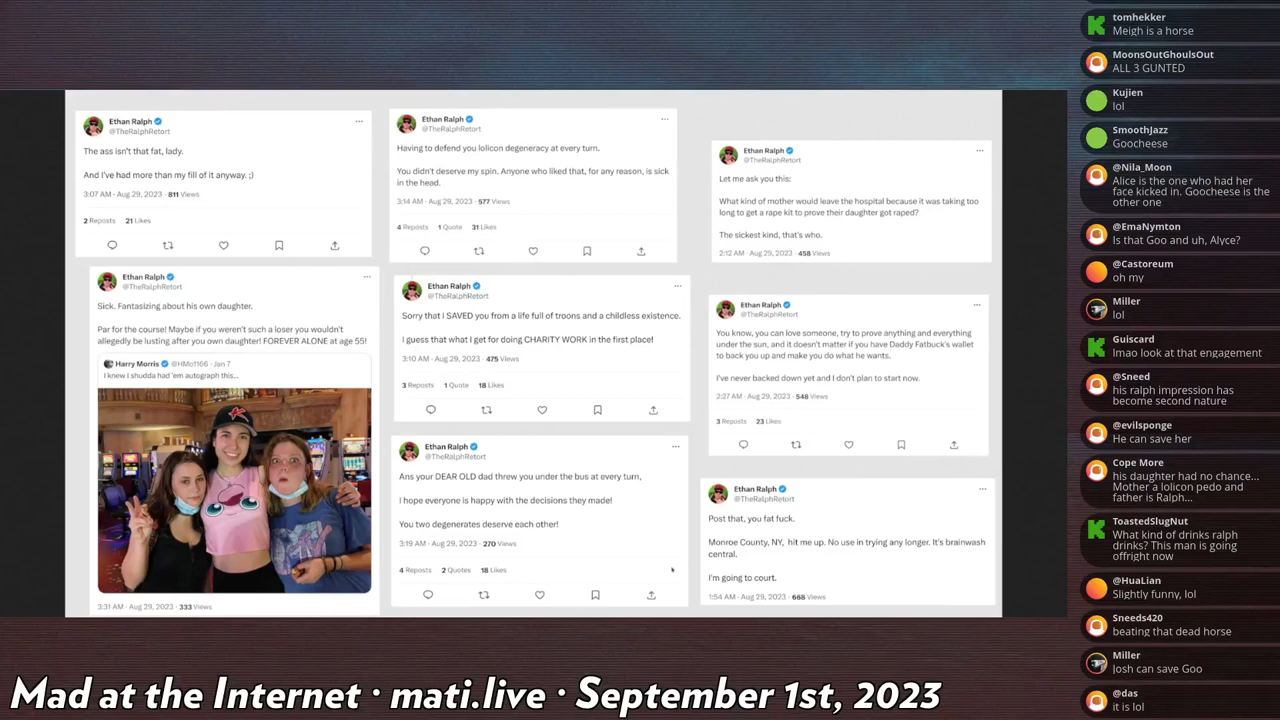 Ethan Ralph
@TheRalphRetort
The ass isn't that fat, lady.
And I've had more than my fill of it anyway. ;)
3:07 AM · Aug 29, 2023 · 811 Views
2 Reposts 21 Likes
Ethan Ralph
@TheRalphRetort
Sick. Fantasizing about his own daughter.
Par for the course! Maybe if you weren't such a loser you wouldn't
allegedly be lusting after you own daughter! FOREVER ALONE at age 55!
Harry Morris @HMo1166 · Jan 7
I knew I shudda had 'em autograph this...
3:31 AM · Aug 29, 2023 · 333 Views
Ethan Ralph
@TheRalphRetort
Having to defend you lolicon degeneracy at every turn.
You didn't deserve my spin. Anyone who liked that, for any reason, is sick
in the head.
3:14 AM · Aug 29, 2023 · 577 Views
4 Reposts 1 Quote 31 Likes
Ethan Ralph
@TheRalphRetort
Sorry that I SAVED you from a life full of troons and a childless existence.
I guess that what I get for doing CHARITY WORK in the first place!
3:10 AM · Aug 29, 2023 · 475 Views
3 Reposts 1 Quote 18 Likes
Ethan Ralph
@TheRalphRetort
Ans your DEAR OLD dad threw you under the bus at every turn,
I hope everyone is happy with the decisions they made!
You two degenerates deserve each other!
3:19 AM · Aug 29, 2023 · 270 Views
4 Reposts 2 Quotes 18 Likes
Ethan Ralph
@TheRalphRetort
Let me ask you this:
What kind of mother would leave the hospital because it was taking too
long to get a rape kit to prove their daughter got raped?
The sickest kind, that's who.
2:12 AM · Aug 29, 2023 · 458 Views
Ethan Ralph
@TheRalphRetort
You know, you can love someone, try to prove anything and everything
under the sun, and it doesn't matter if you have Daddy Fatbuck's wallet
to back you up and make you do what he wants.
I've never backed down yet and I don't plan to start now.
2:27 AM · Aug 29, 2023 · 548 Views
3 Reposts 23 Likes
Ethan Ralph
@TheRalphRetort
Post that, you fat fuck.
Monroe County, NY, hit me up. No use in trying any longer. It's brainwash
central.
I'm going to court.
1:54 AM · Aug 29, 2023 · 668 Views
tomhekker
Meigh is a horse
MoonsOutGhoulsOut
ALL 3 GUNTED
Kujien
lol
SmoothJazz
Goocheese
@Nila_Moon
Alice is the one who had her
face kicked in. Goocheese is the
other one
@EmaNymton
Is that Goo and uh, Alyce?
@Castoreum
oh my
Miller
lol
Guiscard
lmao look at that engagement
@Sneed
his ralph impression has
become second nature
@evilsponge
He can save her
Cope More
his daughter had no chance...
Mother a lolicon pedo and
father is Ralph...
ToastedSlugNut
What kind of drinks ralph
drinks? This man is going
offright now
@HuaLian
Slightly funny, lol
Sneeds420
beating that dead horse
Miller
Josh can save Goo
@das
it is lol
Mad at the Internet · mati.live · September 1st, 2023